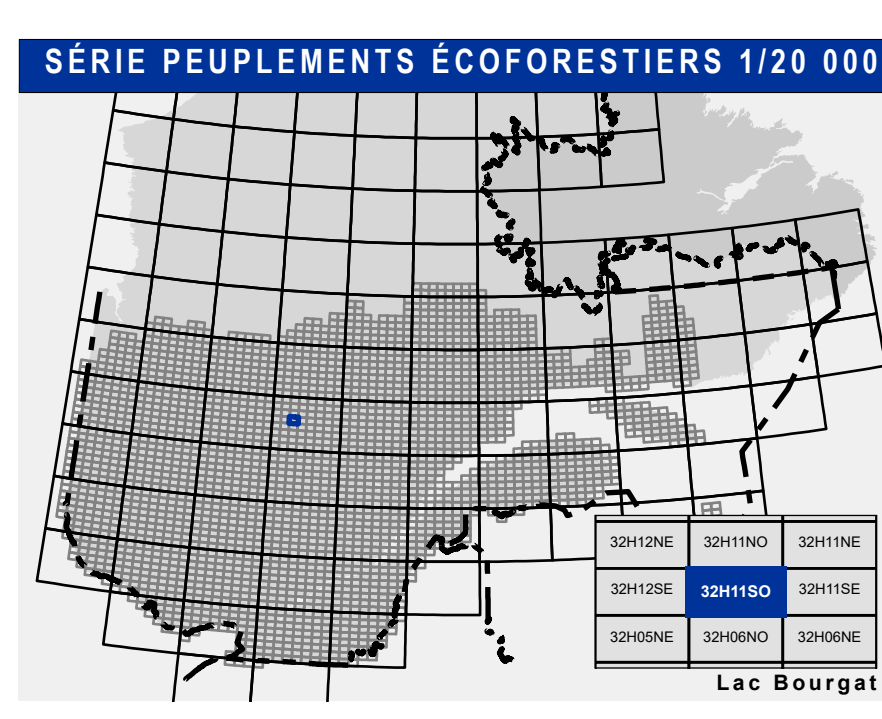 SÉRIE PEUPLEMENTS ÉCOFORESTIERS 1/20 000
32H12NE 32H11NO 32H11NE
32H12SE 32H11SO 32H11SE
32H05NE 32H06NO 32H06NE
Lac Bourgat